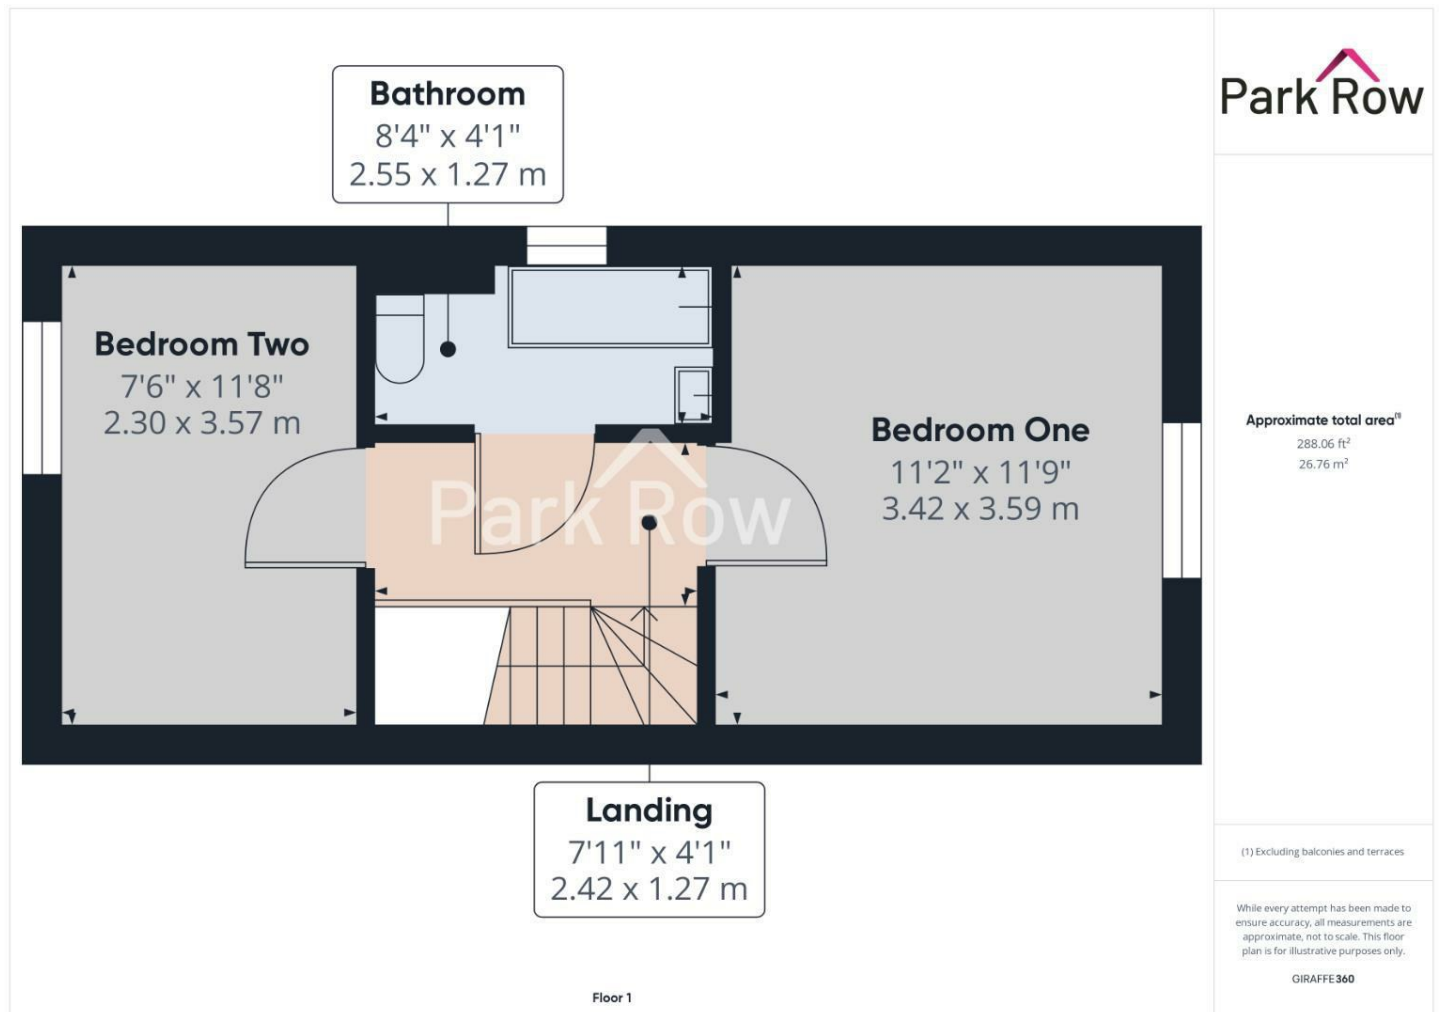 Bathroom
8'4" x 4'1"
2.55 x 1.27 m
Bedroom Two
7'6" x 11'8"
2.30 x 3.57 m
Bedroom One
11'2" x 11'9"
3.42 x 3.59 m
Park Row
Landing
7'11" x 4'1"
2.42 x 1.27 m
Floor 1
Park Row
Approximate total area(1)
288.06 ft²
26.76 m²
(1) Excluding balconies and terraces
While every attempt has been made to
ensure accuracy, all measurements are
approximate, not to scale. This floor
plan is for illustrative purposes only.
GIRAFFE360